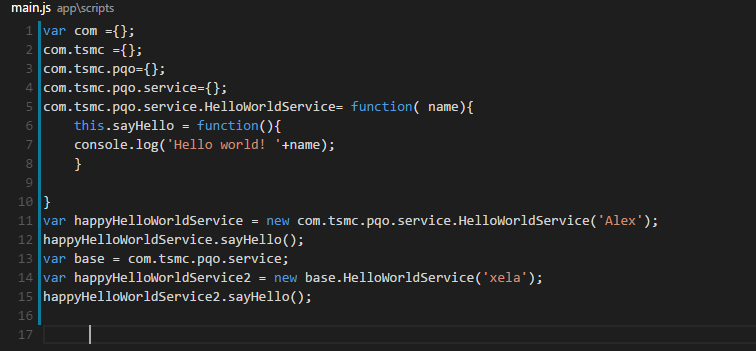 main.js app\scripts
1 var com ={};
2 com.tsmc ={};
3 com.tsmc.pqo={};
4 com.tsmc.pqo.service={};
5 com.tsmc.pqo.service.HelloWorldService= function( name){
6     this.sayHello = function(){
7     console.log('Hello world! '+name);
8     }
9
10 }
11 var happyHelloWorldService = new com.tsmc.pqo.service.HelloWorldService('Alex');
12 happyHelloWorldService.sayHello();
13 var base = com.tsmc.pqo.service;
14 var happyHelloWorldService2 = new base.HelloWorldService('xela');
15 happyHelloWorldService2.sayHello();
16
17